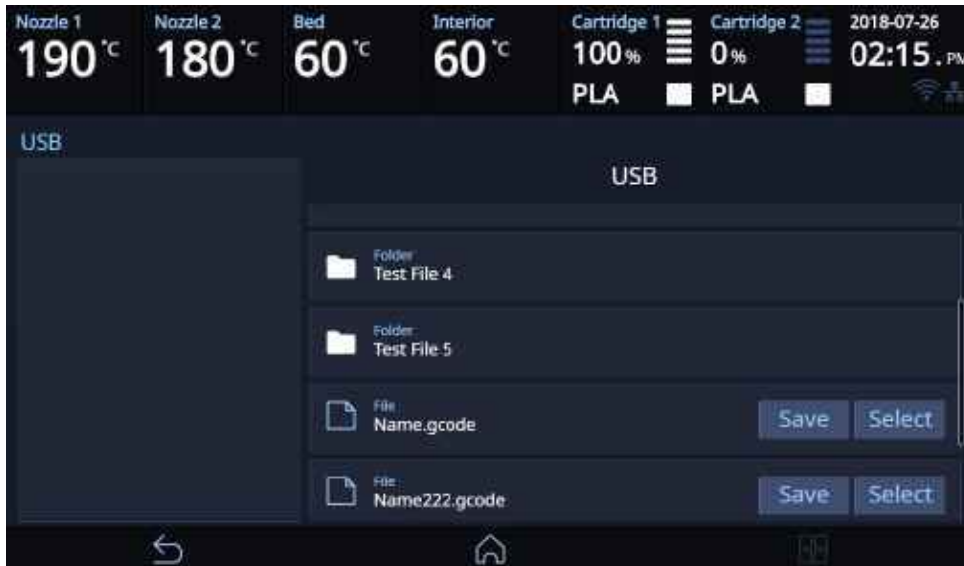 Nozzle 1 Nozzle 2 Bed Interior Cartridge 1 Cartridge 2 2018-07-26
190 °C 180 °C 60 °C 60 °C 100 % 0 % 02:15 . PM
PLA PLA
USB
USB
Folder
Test File 4
Folder
Test File 5
File
Name.gcode
Save Select
File
Name222.gcode
Save Select